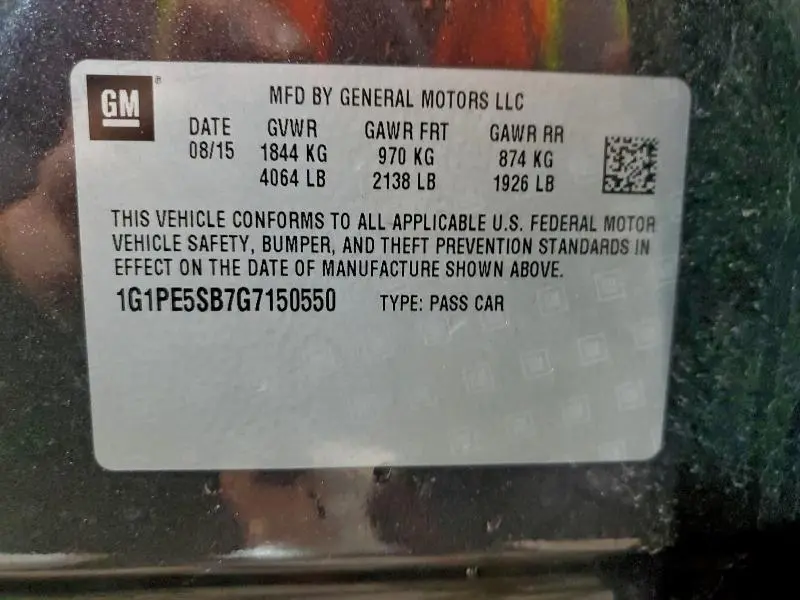 GM
MFD BY GENERAL MOTORS LLC
DATE GVWR GAWR FRT GAWR RR
08/15 1844 KG 970 KG 874 KG
4064 LB 2138 LB 1926 LB
THIS VEHICLE CONFORMS TO ALL APPLICABLE U.S. FEDERAL MOTOR
VEHICLE SAFETY, BUMPER, AND THEFT PREVENTION STANDARDS IN
EFFECT ON THE DATE OF MANUFACTURE SHOWN ABOVE.
1G1PE5SB7G7150550 TYPE: PASS CAR